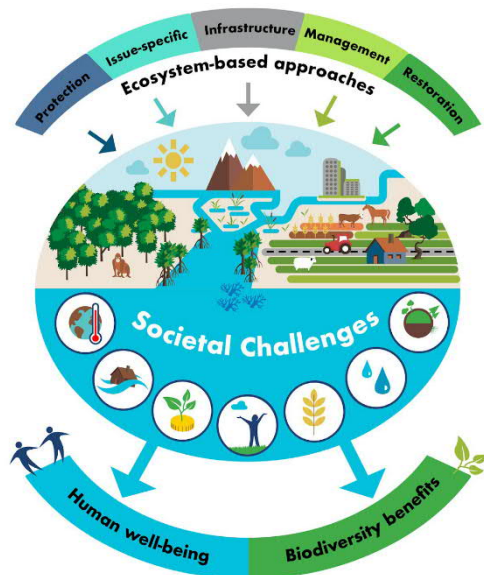 Protection
Issue-specific
Infrastructure
Management
Restoration
Ecosystem-based approaches
Societal Challenges
Human well-being
Biodiversity benefits